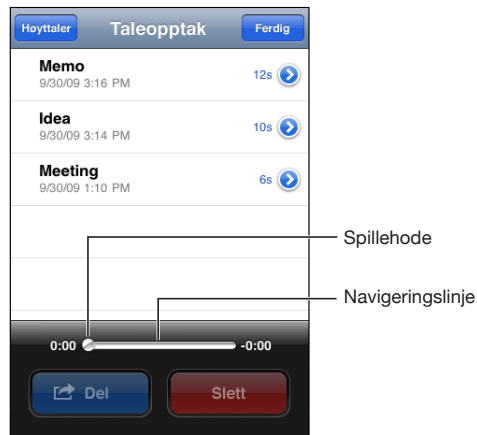 Høyttaler Taleopptak Ferdig
Memo
9/30/09 3:16 PM
12s
Idea
9/30/09 3:14 PM
10s
Meeting
9/30/09 1:10 PM
6s
Spillehode
Navigeringslinje
0:00 -0:00
Del Slett